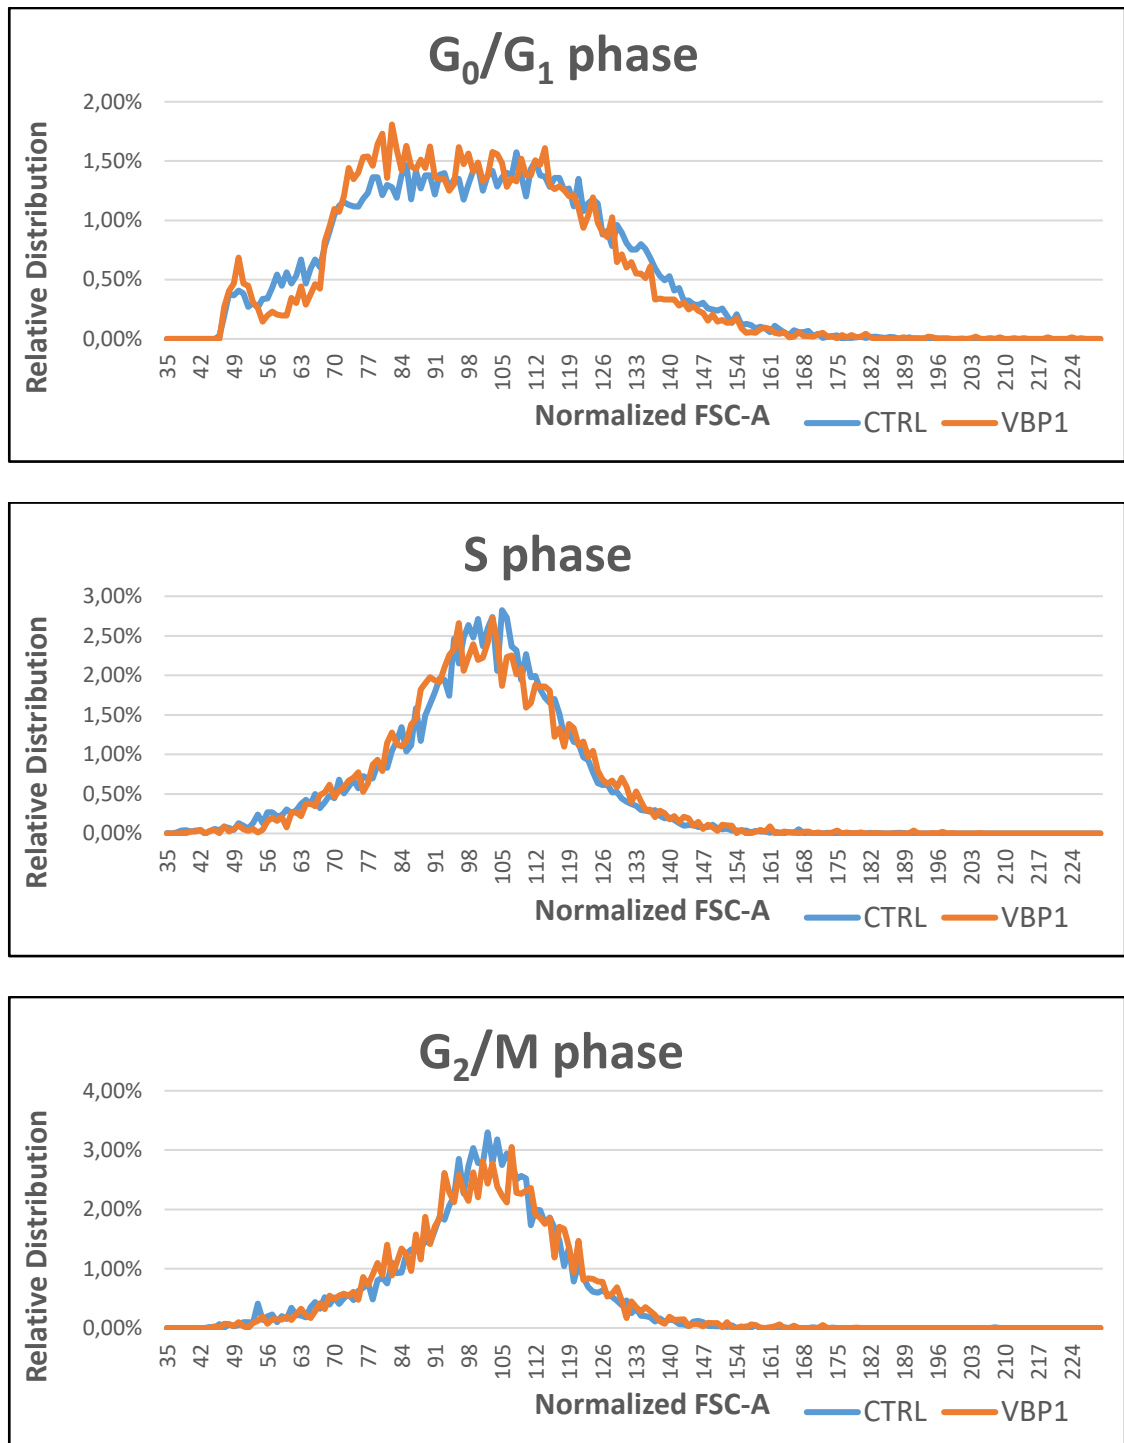 G₀/G₁ phase
Relative Distribution
2,00%
1,50%
1,00%
0,50%
0,00%
35 42 49 56 63 70 77 84 91 98 105 112 119 126 133 140 147 154 161 168 175 182 189 196 203 210 217 224
Normalized FSC-A
CTRL VBP1
S phase
Relative Distribution
3,00%
2,50%
2,00%
1,50%
1,00%
0,50%
0,00%
35 42 49 56 63 70 77 84 91 98 105 112 119 126 133 140 147 154 161 168 175 182 189 196 203 210 217 224
Normalized FSC-A
CTRL VBP1
G₂/M phase
Relative Distribution
4,00%
3,00%
2,00%
1,00%
0,00%
35 42 49 56 63 70 77 84 91 98 105 112 119 126 133 140 147 154 161 168 175 182 189 196 203 210 217 224
Normalized FSC-A
CTRL VBP1